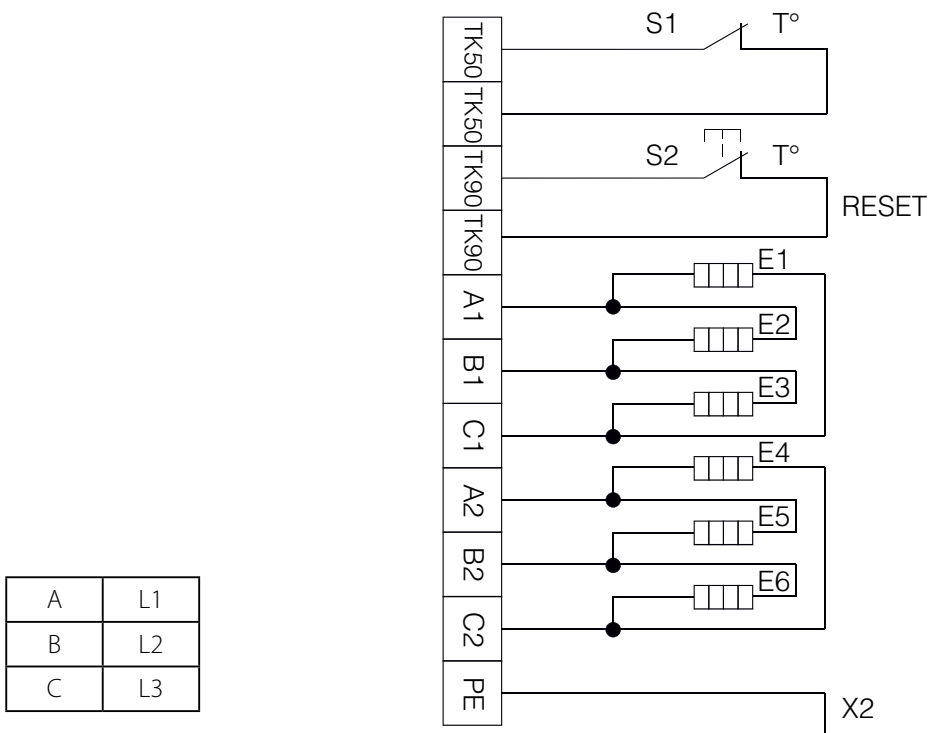 TK50
S1
T°
TK50
TK90
S2
T°
RESET
TK90
E1
A1
E2
B1
E3
C1
E4
A2
E5
B2
E6
C2
PE
X2
A L1
B L2
C L3